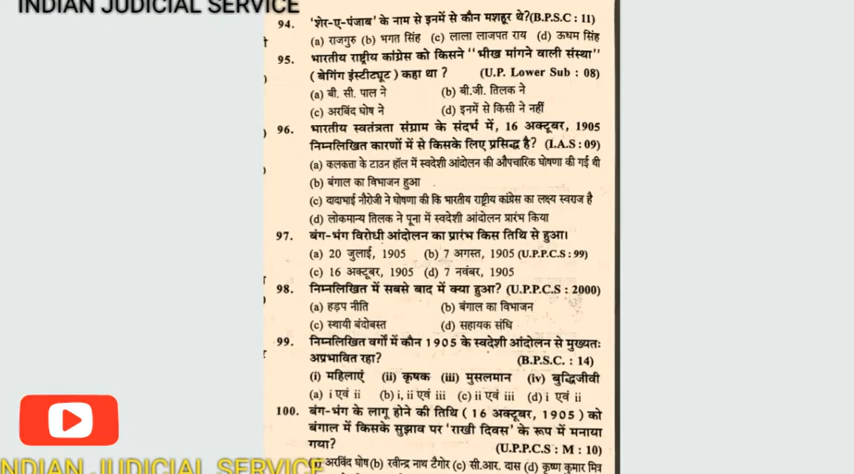 INDIAN JUDICIAL SERVICE
94. 'शेर-ए-पंजाब' के नाम से इनमें से कौन मशहूर थे?(B.P.S.C : 11)
(a) राजगुरु (b) भगत सिंह (c) लाला लाजपत राय (d) ऊधम सिंह
95. भारतीय राष्ट्रीय कांग्रेस को किसने "भीख मांगने वाली संस्था"
(बेगिंग इंस्टीट्यूट) कहा था? (U.P. Lower Sub : 08)
(a) बी. सी. पाल ने (b) बी.जी. तिलक ने
(c) अरबिंद घोष ने (d) इनमें से किसी ने नहीं
96. भारतीय स्वतंत्रता संग्राम के संदर्भ में, 16 अक्टूबर, 1905
निम्नलिखित कारणों में से किसके लिए प्रसिद्ध है? (I.A.S : 09)
(a) कलकत्ता के टाउन हॉल में स्वदेशी आंदोलन की औपचारिक घोषणा की गई थी
(b) बंगाल का विभाजन हुआ
(c) दादाभाई नौरोजी ने घोषणा की कि भारतीय राष्ट्रीय कांग्रेस का लक्ष्य स्वराज है
(d) लोकमान्य तिलक ने पूना में स्वदेशी आंदोलन प्रारंभ किया
97. बंग-भंग विरोधी आंदोलन का प्रारंभ किस तिथि से हुआ।
(a) 20 जुलाई, 1905 (b) 7 अगस्त, 1905 (U.P.P.C.S : 99)
(c) 16 अक्टूबर, 1905 (d) 7 नवंबर, 1905
98. निम्नलिखित में सबसे बाद में क्या हुआ? (U.P.P.C.S : 2000)
(a) हड़प नीति (b) बंगाल का विभाजन
(c) स्थायी बंदोबस्त (d) सहायक संधि
99. निम्नलिखित वर्गों में कौन 1905 के स्वदेशी आंदोलन से मुख्यतः
अप्रभावित रहा? (B.P.S.C. : 14)
(i) महिलाएं (ii) कृषक (iii) मुसलमान (iv) बुद्धिजीवी
(a) i एवं ii (b) i, ii एवं iii (c) ii एवं iii (d) i एवं ii
100. बंग-भंग के लागू होने की तिथि (16 अक्टूबर, 1905) को
बंगाल में किसके सुझाव पर 'राखी दिवस' के रूप में मनाया
गया? (U.P.P.C.S : M : 10)
अरबिंद घोष (b) रवीन्द्र नाथ टैगोर (c) सी.आर. दास (d) कृष्ण कुमार मित्र
INDIAN JUDICIAL SERVICE